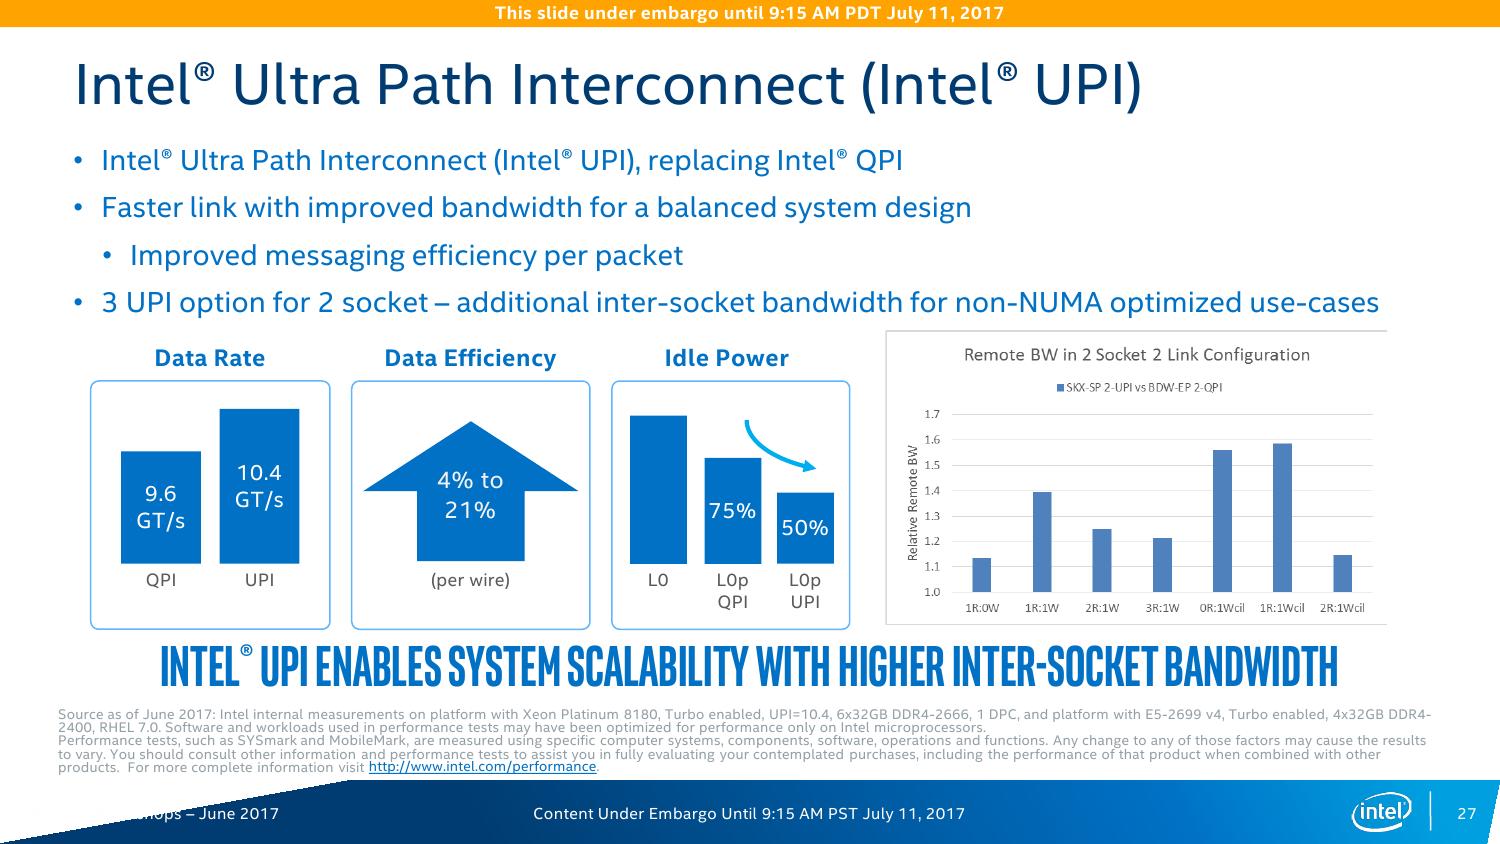 This slide under embargo until 9:15 AM PDT July 11, 2017
Intel® Ultra Path Interconnect (Intel® UPI)
• Intel® Ultra Path Interconnect (Intel® UPI), replacing Intel® QPI
• Faster link with improved bandwidth for a balanced system design
• Improved messaging efficiency per packet
• 3 UPI option for 2 socket – additional inter-socket bandwidth for non-NUMA optimized use-cases
Data Rate
9.6
GT/s
10.4
GT/s
QPI
UPI
Data Efficiency
4% to
21%
(per wire)
Idle Power
75%
50%
L0
L0p
QPI
L0p
UPI
Remote BW in 2 Socket 2 Link Configuration
SKX-SP 2-UPI vs BDW-EP 2-QPI
Relative Remote BW
1.7
1.6
1.5
1.4
1.3
1.2
1.1
1.0
1R:0W 1R:1W 2R:1W 3R:1W 0R:1Wcil 1R:1Wcil 2R:1Wcil
INTEL® UPI ENABLES SYSTEM SCALABILITY WITH HIGHER INTER-SOCKET BANDWIDTH
Source as of June 2017: Intel internal measurements on platform with Xeon Platinum 8180, Turbo enabled, UPI=10.4, 6x32GB DDR4-2666, 1 DPC, and platform with E5-2699 v4, Turbo enabled, 4x32GB DDR4-
2400, RHEL 7.0. Software and workloads used in performance tests may have been optimized for performance only on Intel microprocessors.
Performance tests, such as SYSmark and MobileMark, are measured using specific computer systems, components, software, operations and functions. Any change to any of those factors may cause the results
to vary. You should consult other information and performance tests to assist you in fully evaluating your contemplated purchases, including the performance of that product when combined with other
products. For more complete information visit http://www.intel.com/performance.
– June 2017
Content Under Embargo Until 9:15 AM PST July 11, 2017
intel
27